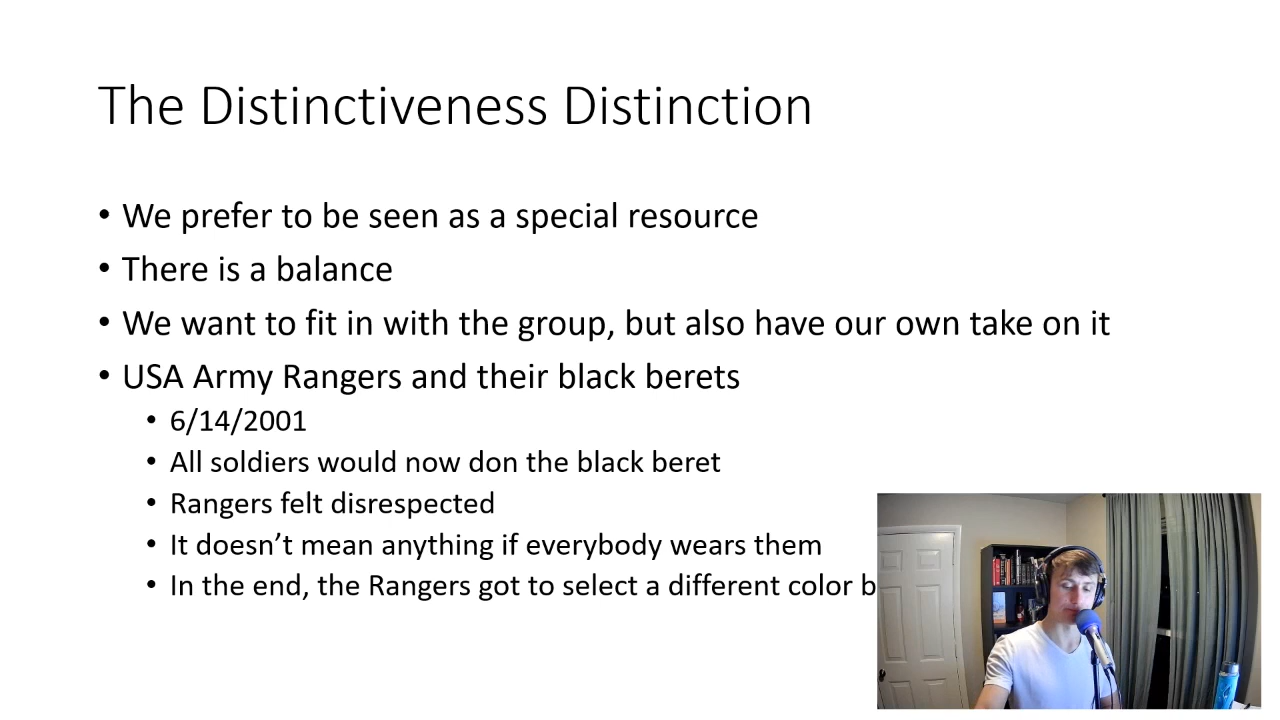 The Distinctiveness Distinction
• We prefer to be seen as a special resource
• There is a balance
• We want to fit in with the group, but also have our own take on it
• USA Army Rangers and their black berets
• 6/14/2001
• All soldiers would now don the black beret
• Rangers felt disrespected
• It doesn’t mean anything if everybody wears them
• In the end, the Rangers got to select a different color